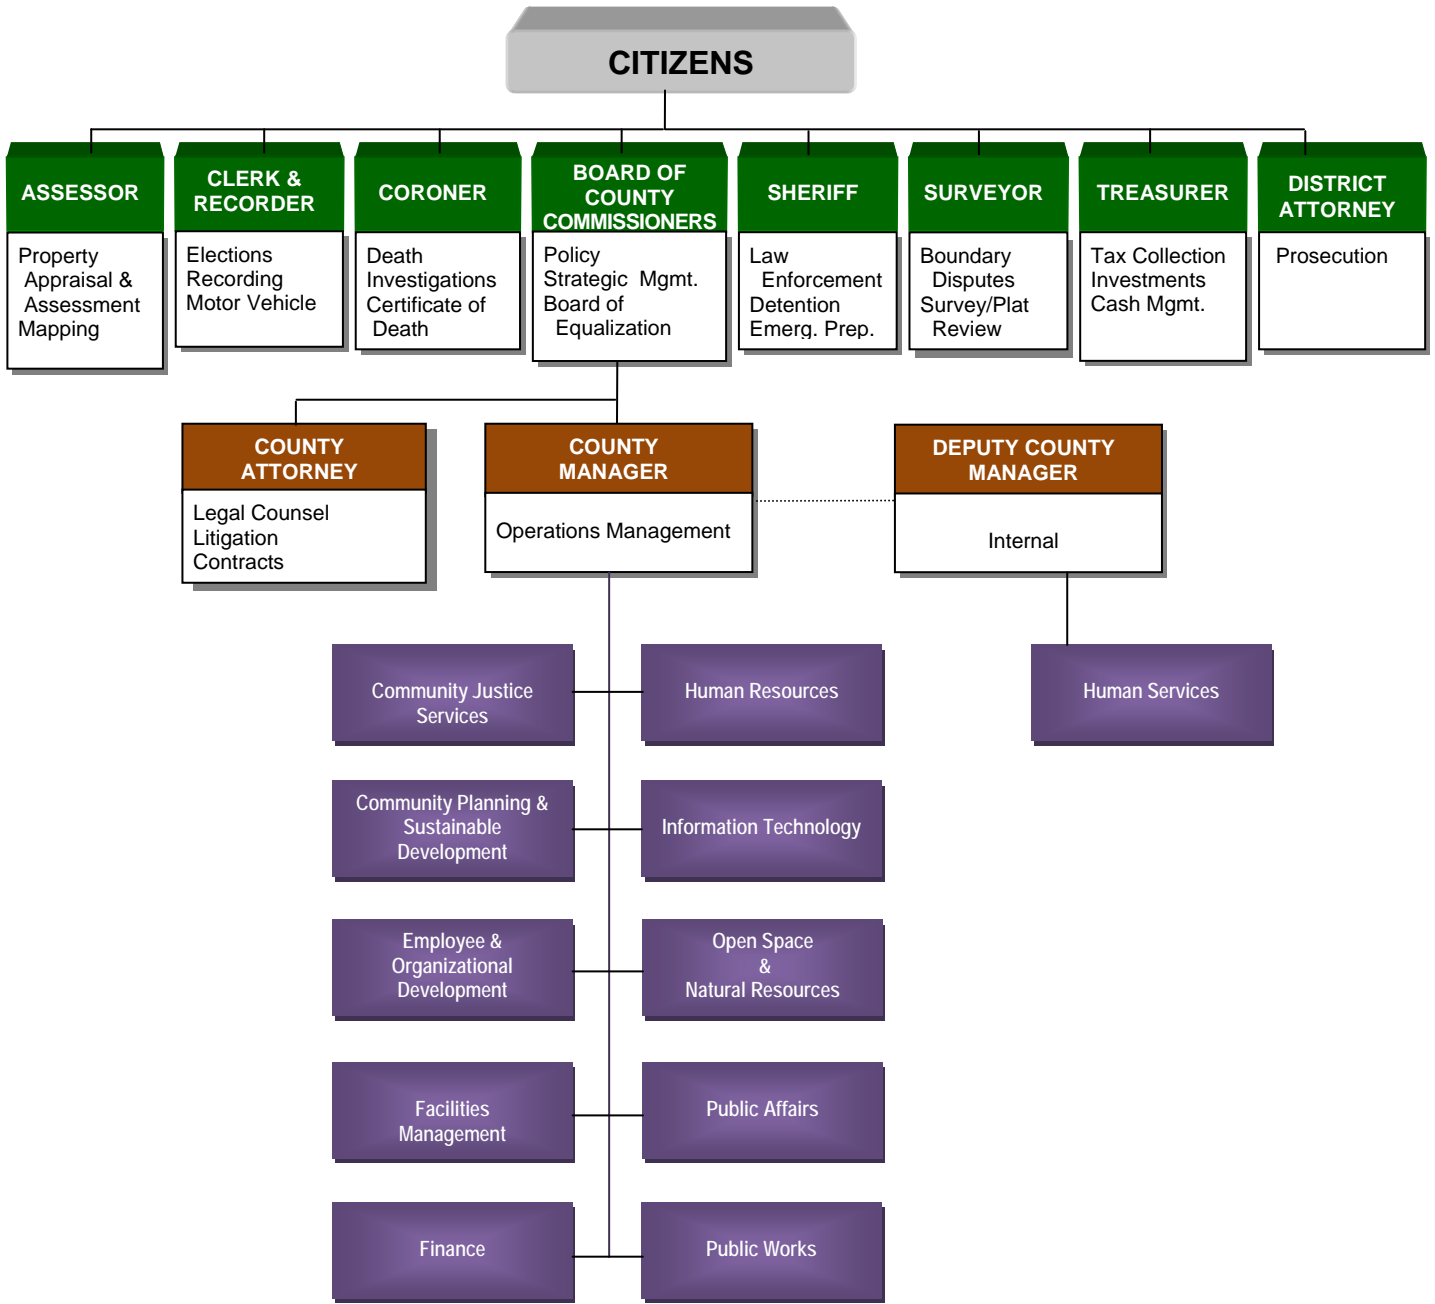 CITIZENS
ASSESSOR
Property
Appraisal &
Assessment
Mapping
CLERK &
RECORDER
Elections
Recording
Motor Vehicle
CORONER
Death
Investigations
Certificate of
Death
BOARD OF
COUNTY
COMMISSIONERS
Policy
Strategic Mgmt.
Board of
Equalization
SHERIFF
Law
Enforcement
Detention
Emerg. Prep.
SURVEYOR
Boundary
Disputes
Survey/Plat
Review
TREASURER
Tax Collection
Investments
Cash Mgmt.
DISTRICT
ATTORNEY
Prosecution
COUNTY
ATTORNEY
Legal Counsel
Litigation
Contracts
COUNTY
MANAGER
Operations Management
DEPUTY COUNTY
MANAGER
Internal
Community Justice
Services
Human Resources
Human Services
Community Planning &
Sustainable
Development
Information Technology
Employee &
Organizational
Development
Open Space
&
Natural Resources
Facilities
Management
Public Affairs
Finance
Public Works